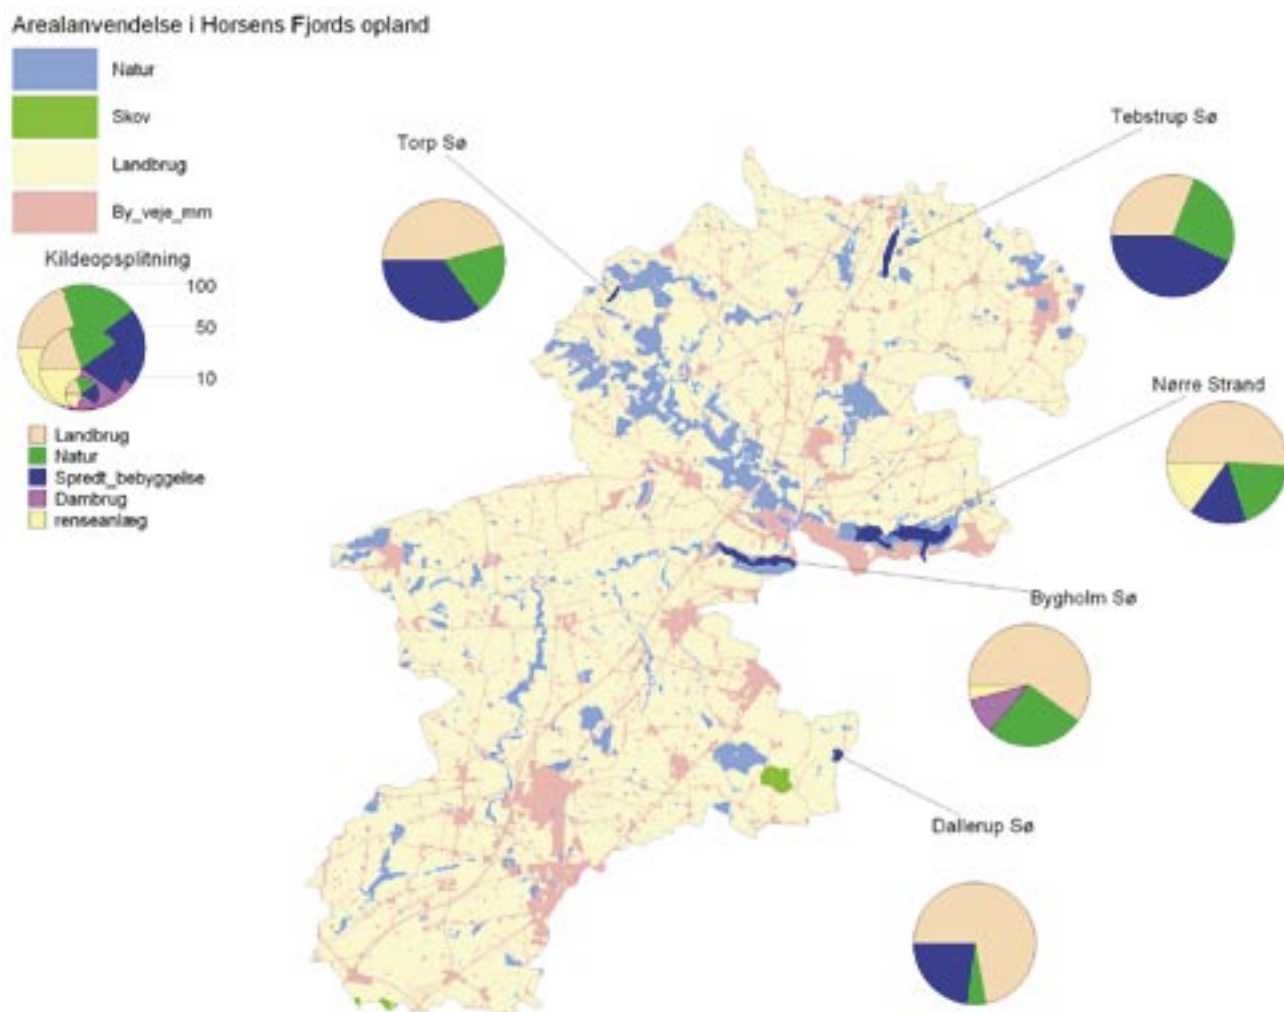 Arealanvendelse i Horsens Fjords opland
Natur
Skov
Landbrug
By_veje_mm
Kildeopsplitning
100
50
10
Landbrug
Natur
Spredt_bebyggelse
Dambrug
renseanlæg
Torp Sø
Tebstrup Sø
Nørre Strand
Bygholm Sø
Dallerup Sø